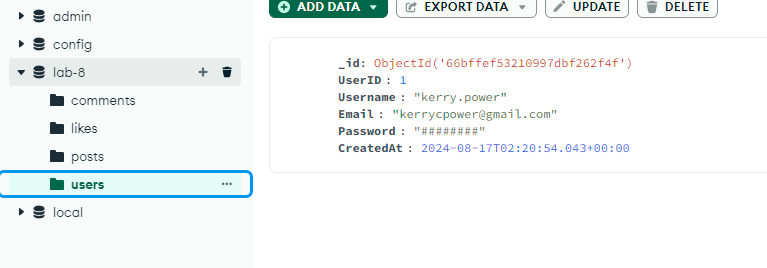 admin
config
lab-8
comments
likes
posts
users
local
ADD DATA
EXPORT DATA
UPDATE
DELETE
_id: ObjectId('66bffef53210997dbf262f4f')
UserID : 1
Username : "kerry.power"
Email : "kerrycpower@gmail.com"
Password : "########"
CreatedAt : 2024-08-17T02:20:54.043+00:00